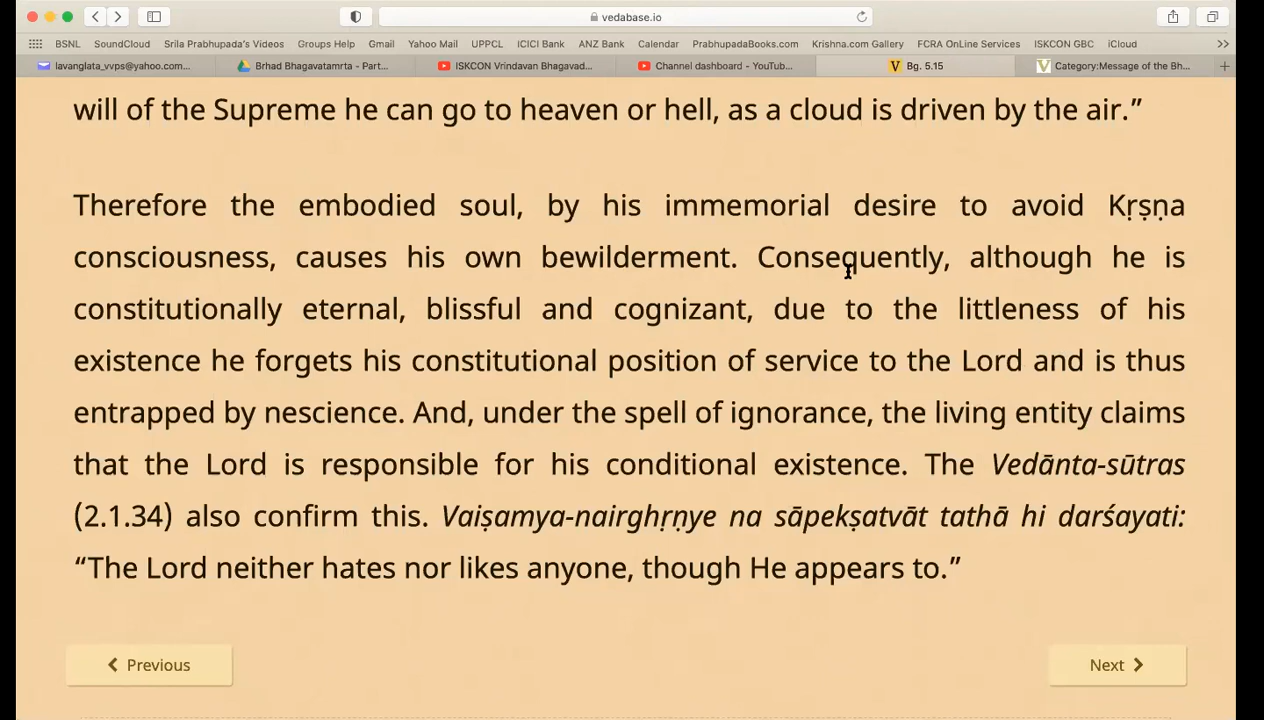 vedabase.io
BSNL SoundCloud Srila Prabhupada's Videos Groups Help Gmail Yahoo Mail UPPCL ICICI Bank ANZ Bank Calendar PrabhupadaBooks.com Krishna.com Gallery FCRA OnLine Services ISKCON GBC iCloud
lavanglata_vvps@yahoo.com... Brhad Bhagavatamrta - Part... ISKCON Vrindavan Bhagavad... Channel dashboard - YouTub... Bg. 5.15 Category:Message of the Bh...
will of the Supreme he can go to heaven or hell, as a cloud is driven by the air.”
Therefore the embodied soul, by his immemorial desire to avoid Kṛṣṇa
consciousness, causes his own bewilderment. Consequently, although he is
constitutionally eternal, blissful and cognizant, due to the littleness of his
existence he forgets his constitutional position of service to the Lord and is thus
entrapped by nescience. And, under the spell of ignorance, the living entity claims
that the Lord is responsible for his conditional existence. The Vedānta-sūtras
(2.1.34) also confirm this. Vaiṣamya-nairghṛṇye na sāpekṣatvāt tathā hi darśayati:
“The Lord neither hates nor likes anyone, though He appears to.”
Previous Next